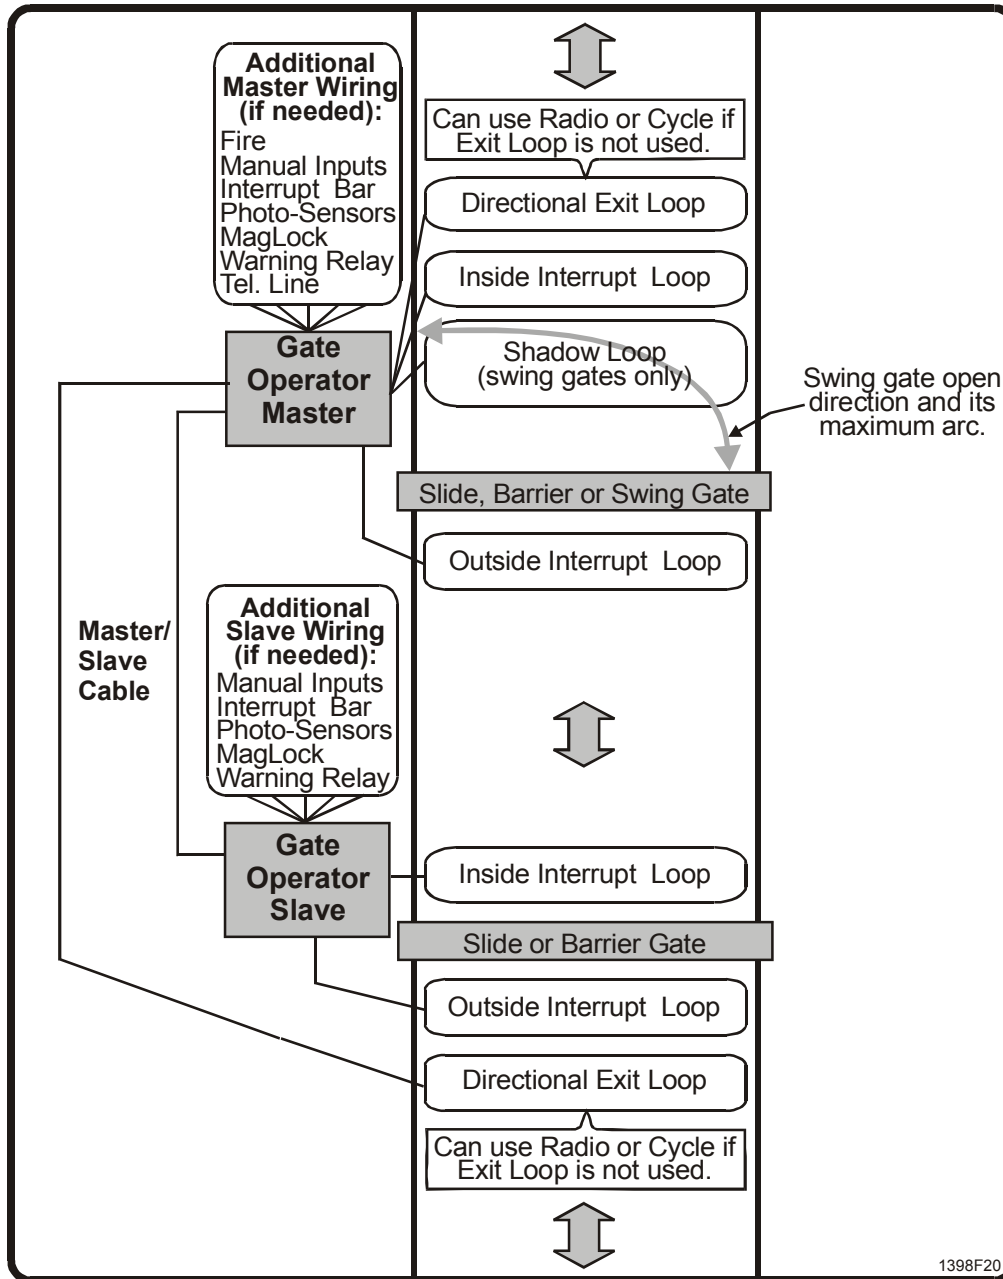 Additional
Master Wiring
(if needed):
Fire
Manual Inputs
Interrupt Bar
Photo-Sensors
MagLock
Warning Relay
Tel. Line
Can use Radio or Cycle if
Exit Loop is not used.
Directional Exit Loop
Inside Interrupt Loop
Shadow Loop
(swing gates only)
Gate
Operator
Master
Swing gate open
direction and its
maximum arc.
Slide, Barrier or Swing Gate
Outside Interrupt Loop
Master/
Slave
Cable
Additional
Slave Wiring
(if needed):
Manual Inputs
Interrupt Bar
Photo-Sensors
MagLock
Warning Relay
Gate
Operator
Slave
Inside Interrupt Loop
Slide or Barrier Gate
Outside Interrupt Loop
Directional Exit Loop
Can use Radio or Cycle if
Exit Loop is not used.
1398F20